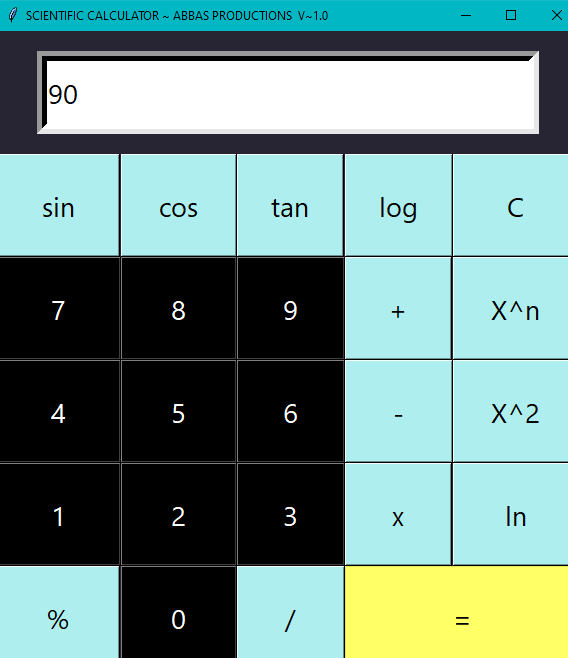 SCIENTIFIC CALCULATOR ~ ABBAS PRODUCTIONS V~1.0
90
sin cos tan log C
7 8 9 + X^n
4 5 6 - X^2
1 2 3 x ln
% 0 / =